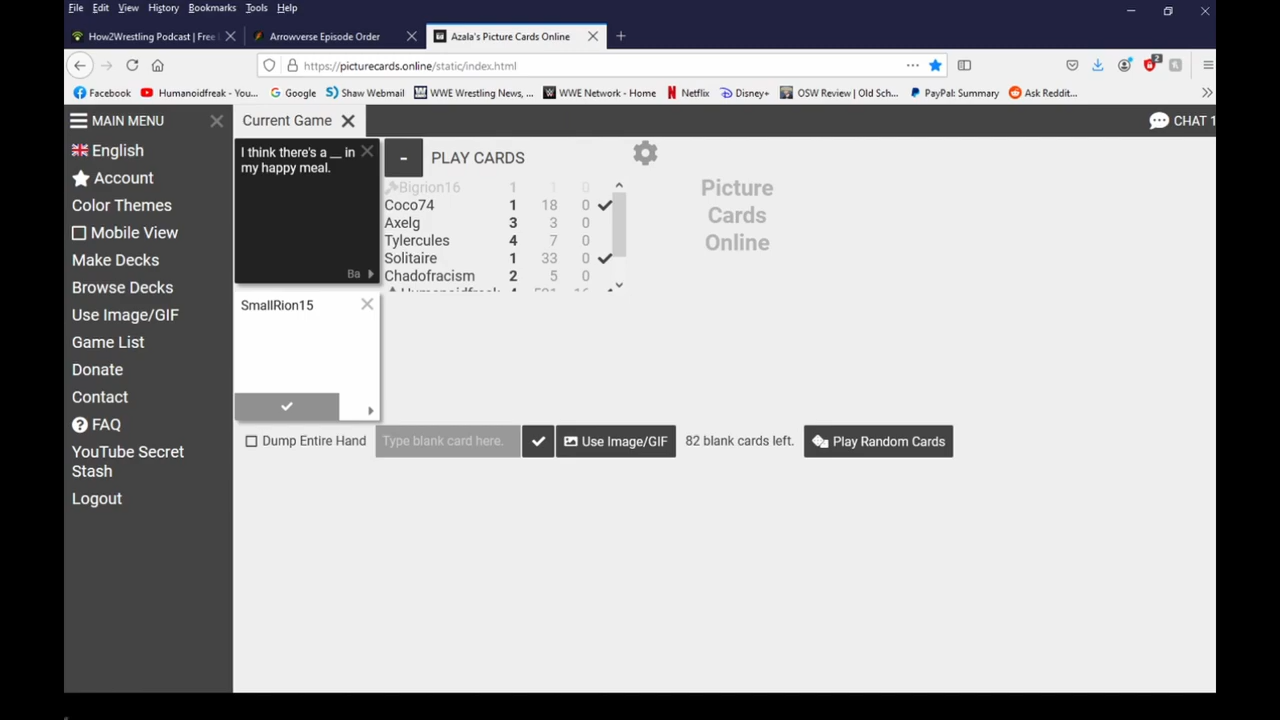 File Edit View History Bookmarks Tools Help
How2Wrestling Podcast | Free
Arrowverse Episode Order
Azala's Picture Cards Online
https://picturecards.online/static/index.html
2
Facebook Humanoidfreak - You... Google Shaw Webmail WWE Wrestling News, ... WWE Network - Home Netflix Disney+ OSW Review | Old Sch... PayPal: Summary Ask Reddit...
MAIN MENU
Current Game
CHAT 1
English
Account
Color Themes
Mobile View
Make Decks
Browse Decks
Use Image/GIF
Game List
Donate
Contact
FAQ
YouTube Secret
Stash
Logout
I think there's a __ in
my happy meal.
Ba
SmallRion15
- PLAY CARDS
Bigrion16 1 1 0
Coco74 1 18 0
Axelg 3 3 0
Tylercules 4 7 0
Solitaire 1 33 0
Chadofracism 2 5 0
Picture
Cards
Online
Dump Entire Hand
Type blank card here.
Use Image/GIF
82 blank cards left.
Play Random Cards